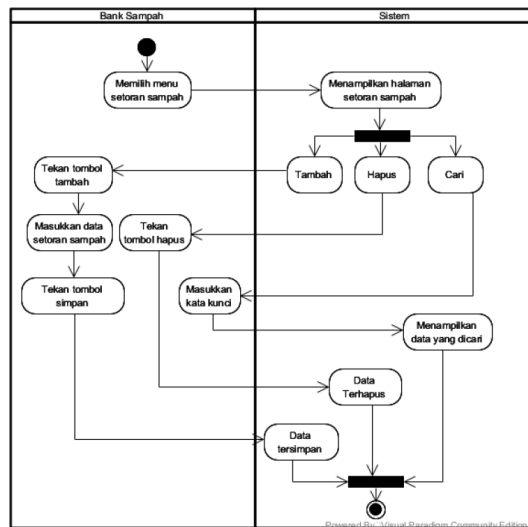 Bank Sampah
Sistem
Memilih menu
setoran sampah
Menampilkan halaman
setoran sampah
Tekan tombol
tambah
Tambah
Hapus
Cari
Masukkan data
setoran sampah
Tekan
tombol hapus
Tekan tombol
simpan
Masukkan
kata kunci
Menampilkan
data yang dicari
Data
Terhapus
Data
tersimpan
Powered By Visual Paradigm Community Edition